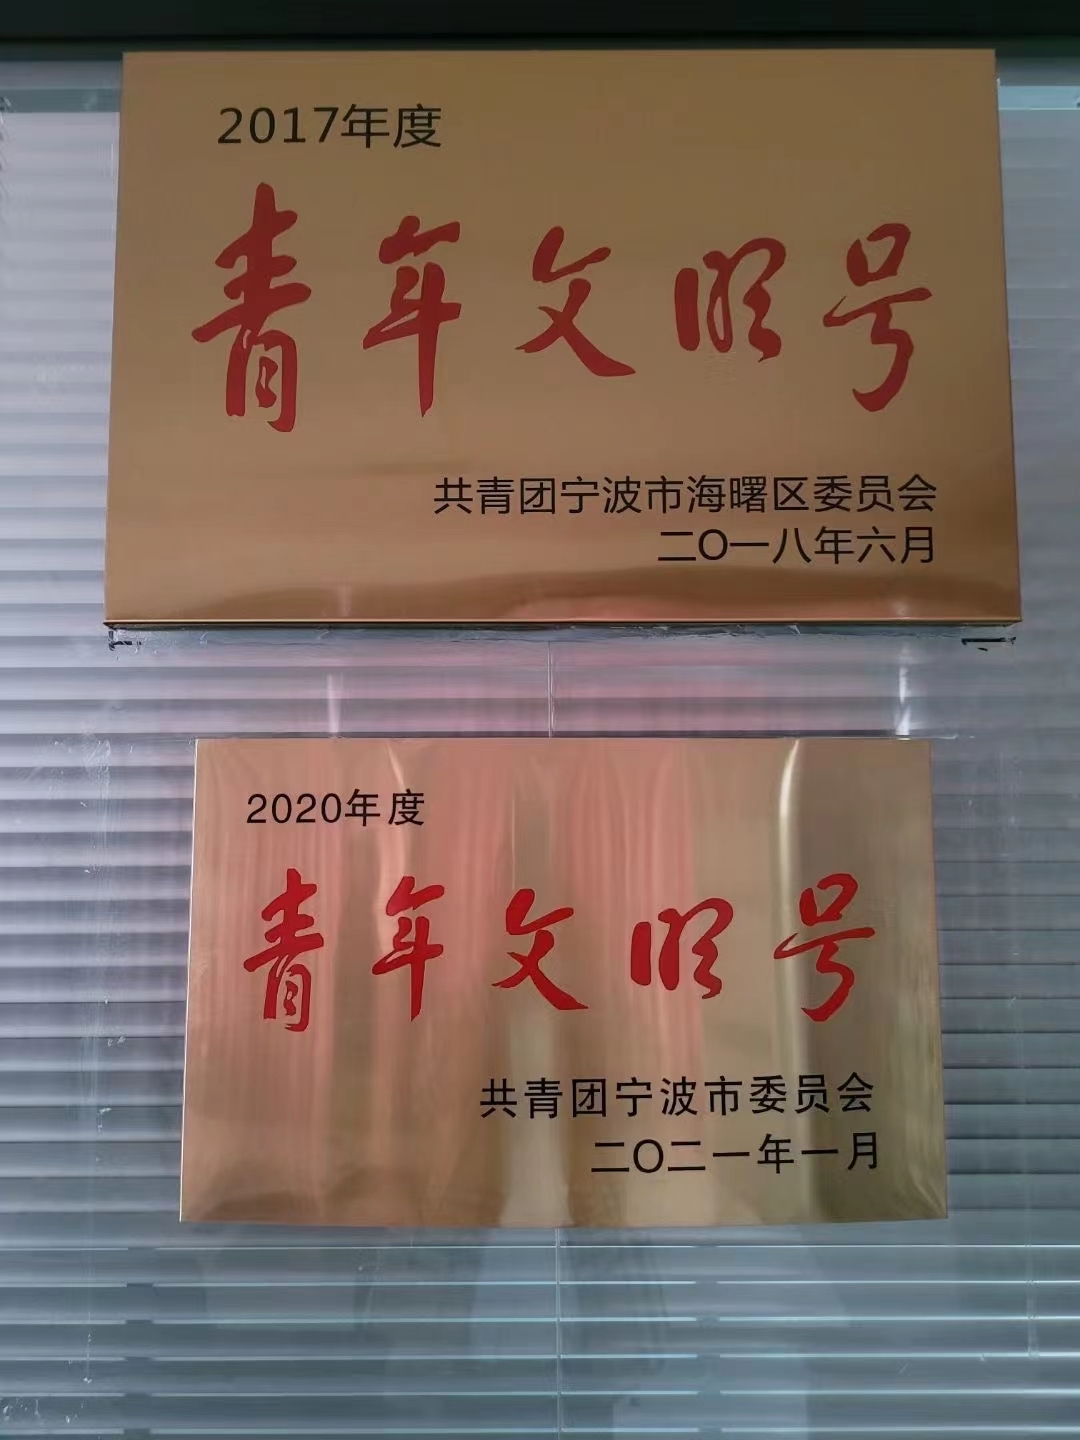 2017年度
青年文明号
共青团宁波市海曙区委员会
二〇一八年六月
2020年度
青年文明号
共青团宁波市委员会
二〇二一年一月